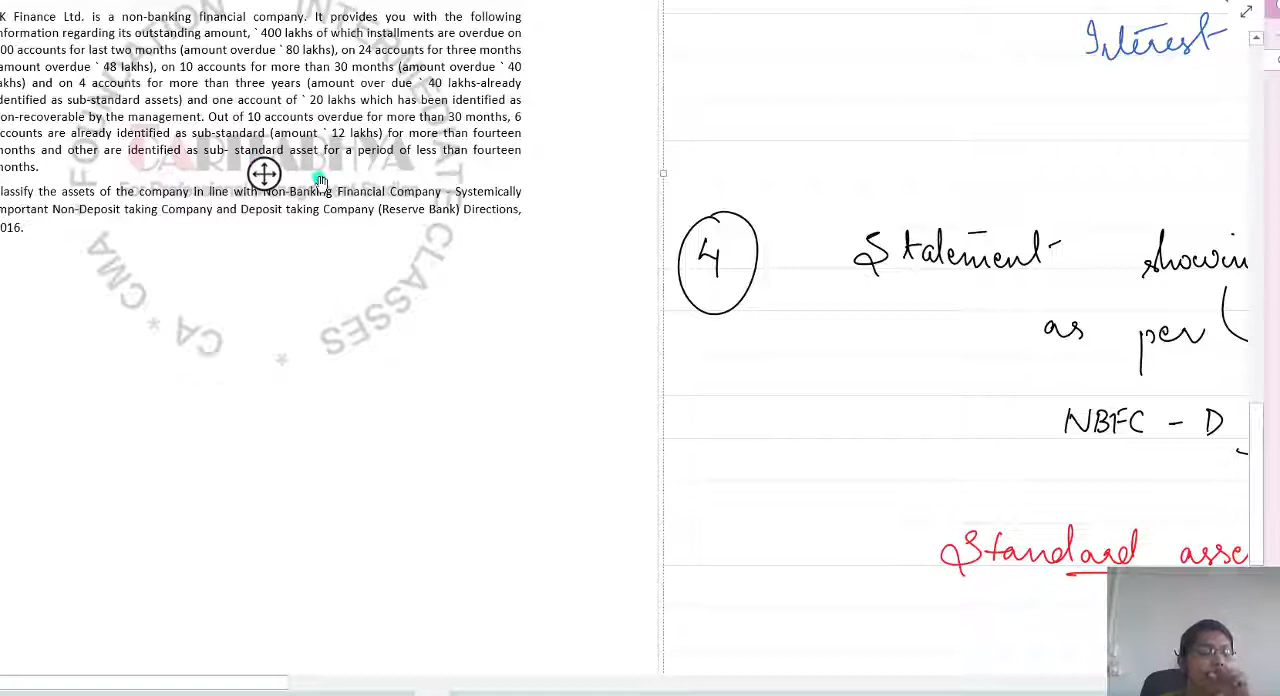 K Finance Ltd. is a non-banking financial company. It provides you with the following
nformation regarding its outstanding amount, ` 400 lakhs of which installments are overdue on
00 accounts for last two months (amount overdue ` 80 lakhs), on 24 accounts for three months
amount overdue ` 48 lakhs), on 10 accounts for more than 30 months (amount overdue ` 40
akhs) and on 4 accounts for more than three years (amount over due ` 40 lakhs-already
dentified as sub-standard assets) and one account of ` 20 lakhs which has been identified as
on-recoverable by the management. Out of 10 accounts overdue for more than 30 months, 6
ccounts are already identified as sub-standard (amount ` 12 lakhs) for more than fourteen
months and other are identified as sub- standard asset for a period of less than fourteen
months.
lassify the assets of the company in line with Non-Banking Financial Company - Systemically
mportant Non-Deposit taking Company and Deposit taking Company (Reserve Bank) Directions,
016.
FOUNDATION
INTERMEDIATE CLASSES
* CA * CMA *
Interest
4
Statement showin
as per
NBFC - D
Standard asse